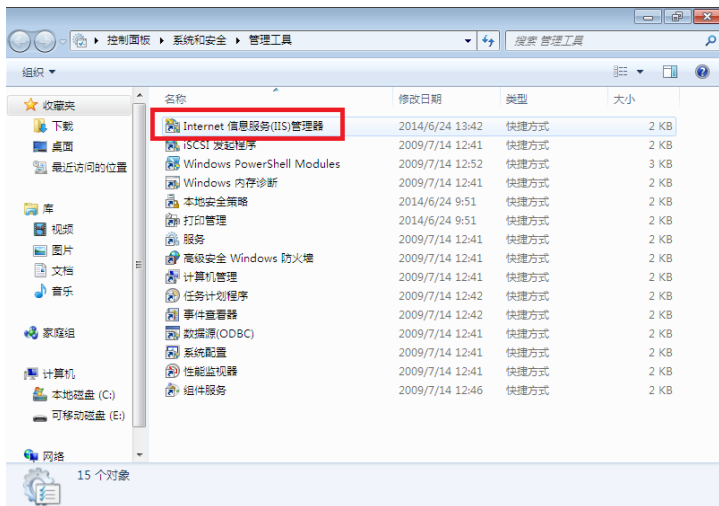 控制面板 ▸ 系统和安全 ▸ 管理工具
搜索 管理工具
组织
收藏夹
下载
桌面
最近访问的位置
库
视频
图片
文档
音乐
家庭组
计算机
本地磁盘 (C:)
可移动磁盘 (E:)
网络
名称 修改日期 类型 大小
Internet 信息服务(IIS)管理器 2014/6/24 13:42 快捷方式 2 KB
iSCSI 发起程序 2009/7/14 12:41 快捷方式 2 KB
Windows PowerShell Modules 2009/7/14 12:52 快捷方式 3 KB
Windows 内存诊断 2009/7/14 12:41 快捷方式 2 KB
本地安全策略 2014/6/24 9:51 快捷方式 2 KB
打印管理 2014/6/24 9:51 快捷方式 2 KB
服务 2009/7/14 12:41 快捷方式 2 KB
高级安全 Windows 防火墙 2009/7/14 12:41 快捷方式 2 KB
计算机管理 2009/7/14 12:41 快捷方式 2 KB
任务计划程序 2009/7/14 12:42 快捷方式 2 KB
事件查看器 2009/7/14 12:42 快捷方式 2 KB
数据源(ODBC) 2009/7/14 12:41 快捷方式 2 KB
系统配置 2009/7/14 12:41 快捷方式 2 KB
性能监视器 2009/7/14 12:41 快捷方式 2 KB
组件服务 2009/7/14 12:46 快捷方式 2 KB
15 个对象